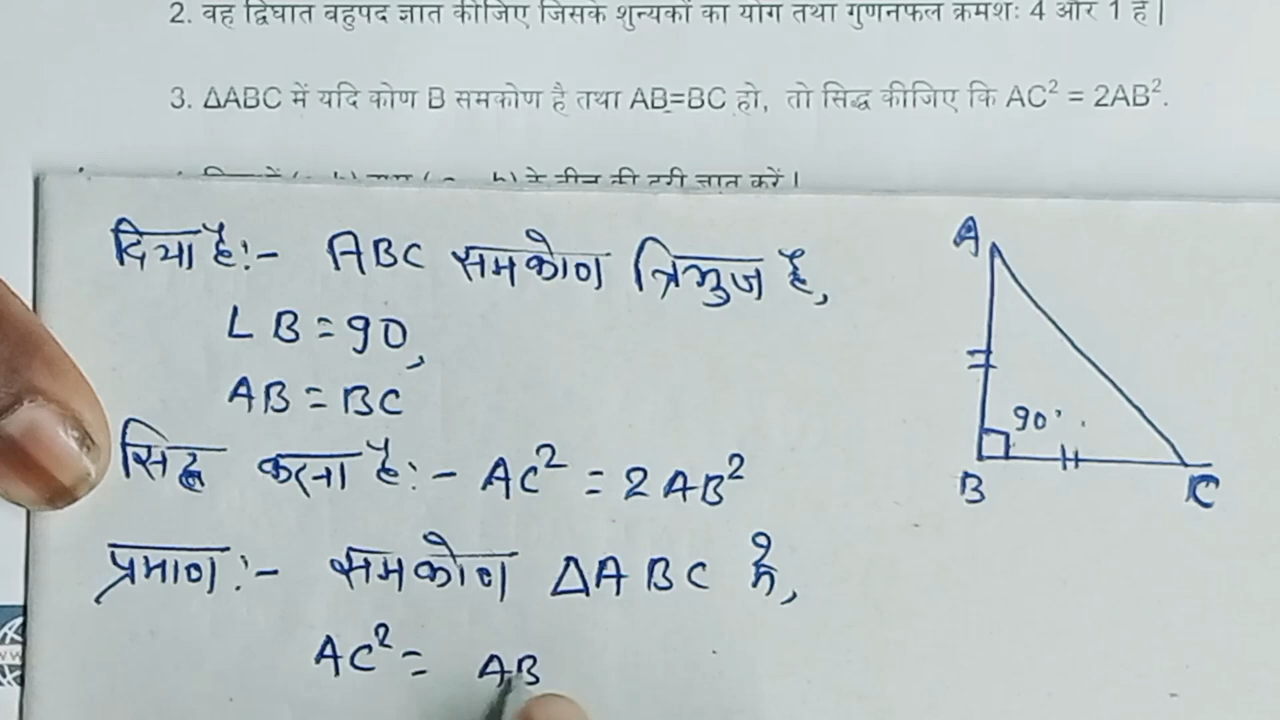 2. वह द्विघात बहुपद ज्ञात कीजिए जिसके शून्यकों का योग तथा गुणनफल क्रमशः 4 और 1 है|
3. ΔABC में यदि कोण B समकोण है तथा AB=BC हो, तो सिद्ध कीजिए कि AC² = 2AB².
के बीच की दूरी ज्ञात करें।
दिया है:- ABC समकोण त्रिभुज है,
∠B=90,
AB=BC
सिद्ध करना है:- AC² = 2AB²
प्रमाण:- समकोण ΔABC में,
AC² = AB
A
90°
B
C